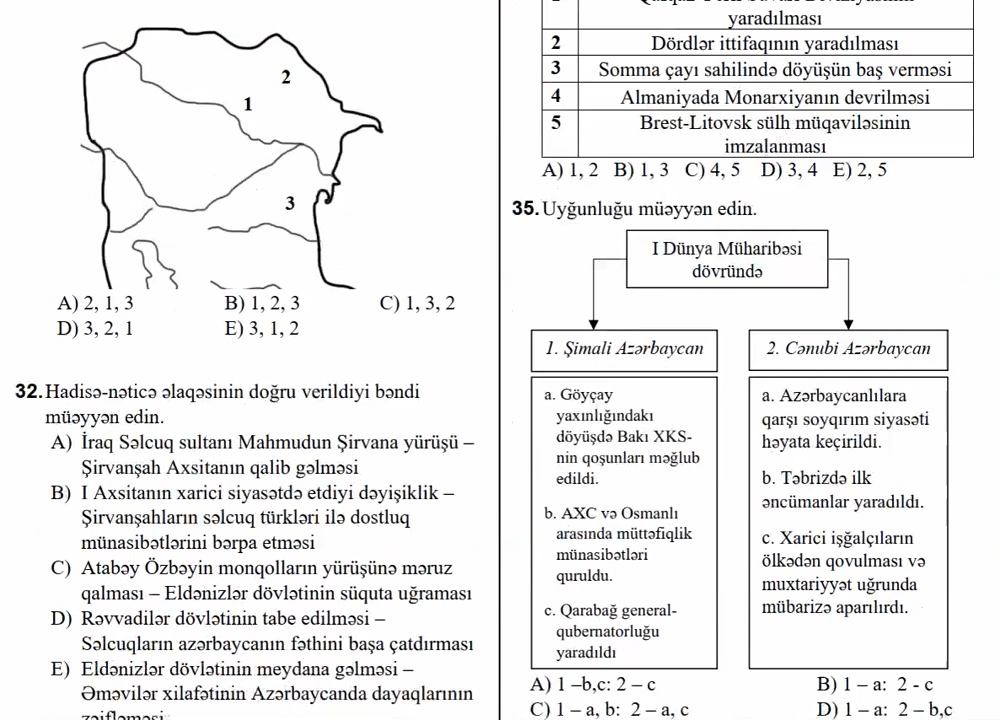 2
1
3
A) 2, 1, 3 B) 1, 2, 3 C) 1, 3, 2
D) 3, 2, 1 E) 3, 1, 2
32. Hadisə-nəticə əlaqəsinin doğru verildiyi bəndi
müəyyən edin.
A) İraq Səlcuq sultanı Mahmudun Şirvana yürüşü –
Şirvanşah Axsitanın qalib gəlməsi
B) I Axsitanın xarici siyasətdə etdiyi dəyişiklik –
Şirvanşahların səlcuq türkləri ilə dostluq
münasibətlərini bərpa etməsi
C) Atabəy Özbəyin monqolların yürüşünə məruz
qalması – Eldənizlər dövlətinin süquta uğraması
D) Rəvvadilər dövlətinin tabe edilməsi –
Səlcuqların azərbaycanın fəthini başa çatdırması
E) Eldənizlər dövlətinin meydana gəlməsi –
Əməvilər xilafətinin Azərbaycanda dayaqlarının
yaradılması
2 Dördlər ittifaqının yaradılması
3 Somma çayı sahilində döyüşün baş verməsi
4 Almaniyada Monarxiyanın devrilməsi
5 Brest-Litovsk sülh müqaviləsinin
imzalanması
A) 1, 2 B) 1, 3 C) 4, 5 D) 3, 4 E) 2, 5
35. Uyğunluğu müəyyən edin.
I Dünya Müharibəsi
dövründə
1. Şimali Azərbaycan
a. Göyçay
yaxınlığındakı
döyüşdə Bakı XKS-
nin qoşunları məğlub
edildi.
b. AXC və Osmanlı
arasında müttəfiqlik
münasibətləri
quruldu.
c. Qarabağ general-
qubernatorluğu
yaradıldı
2. Cənubi Azərbaycan
a. Azərbaycanlılara
qarşı soyqırım siyasəti
həyata keçirildi.
b. Təbrizdə ilk
əncümanlar yaradıldı.
c. Xarici işğalçıların
ölkədən qovulması və
muxtariyyət uğrunda
mübarizə aparılırdı.
A) 1 –b,c: 2 – c B) 1 – a: 2 - c
C) 1 – a, b: 2 – a, c D) 1 – a: 2 – b,c